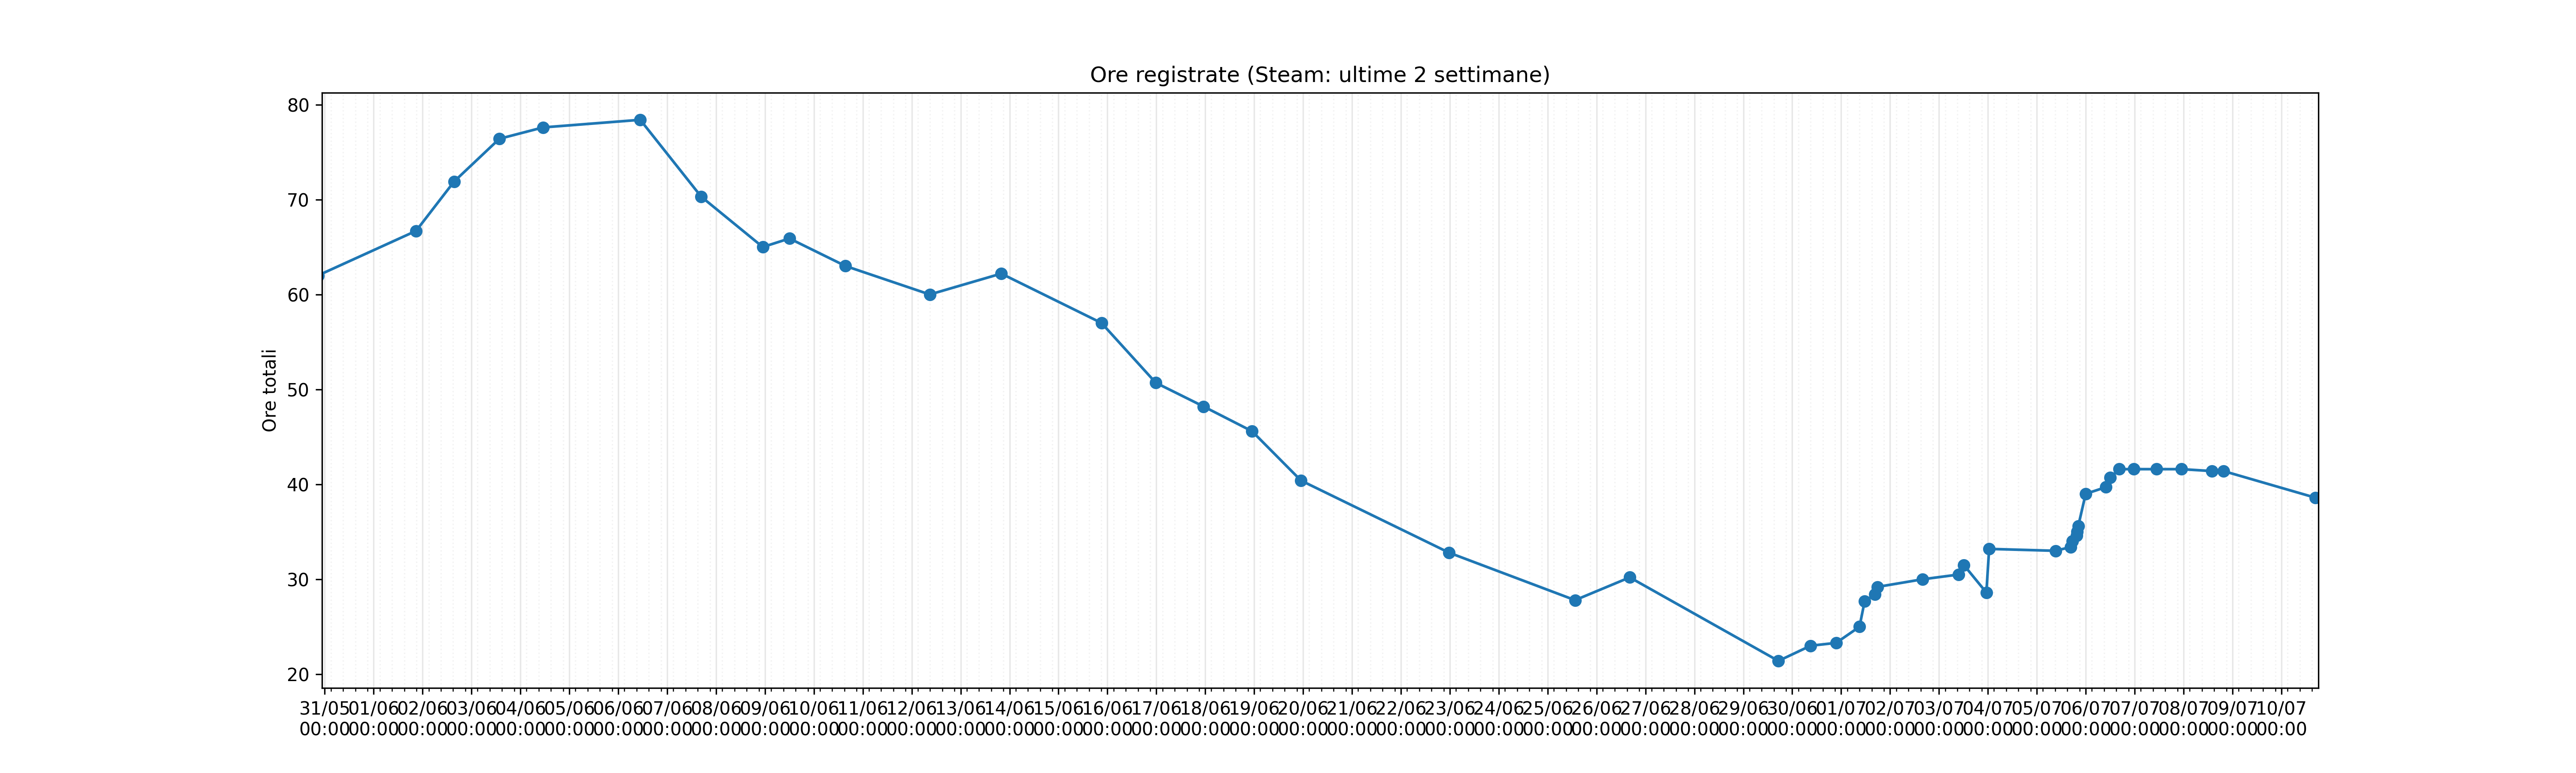 Ore registrate (Steam: ultime 2 settimane)
Ore totali
80
70
60
50
40
30
20
31/05 01/06 02/06 03/06 04/06 05/06 06/06 07/06 08/06 09/06 10/06 11/06 12/06 13/06 14/06 15/06 16/06 17/06 18/06 19/06 20/06 21/06 22/06 23/06 24/06 25/06 26/06 27/06 28/06 29/06 30/06 01/07 02/07 03/07 04/07 05/07 06/07 07/07 08/07 09/07 10/07
00:00 00:00 00:00 00:00 00:00 00:00 00:00 00:00 00:00 00:00 00:00 00:00 00:00 00:00 00:00 00:00 00:00 00:00 00:00 00:00 00:00 00:00 00:00 00:00 00:00 00:00 00:00 00:00 00:00 00:00 00:00 00:00 00:00 00:00 00:00 00:00 00:00 00:00 00:00 00:00 00:00